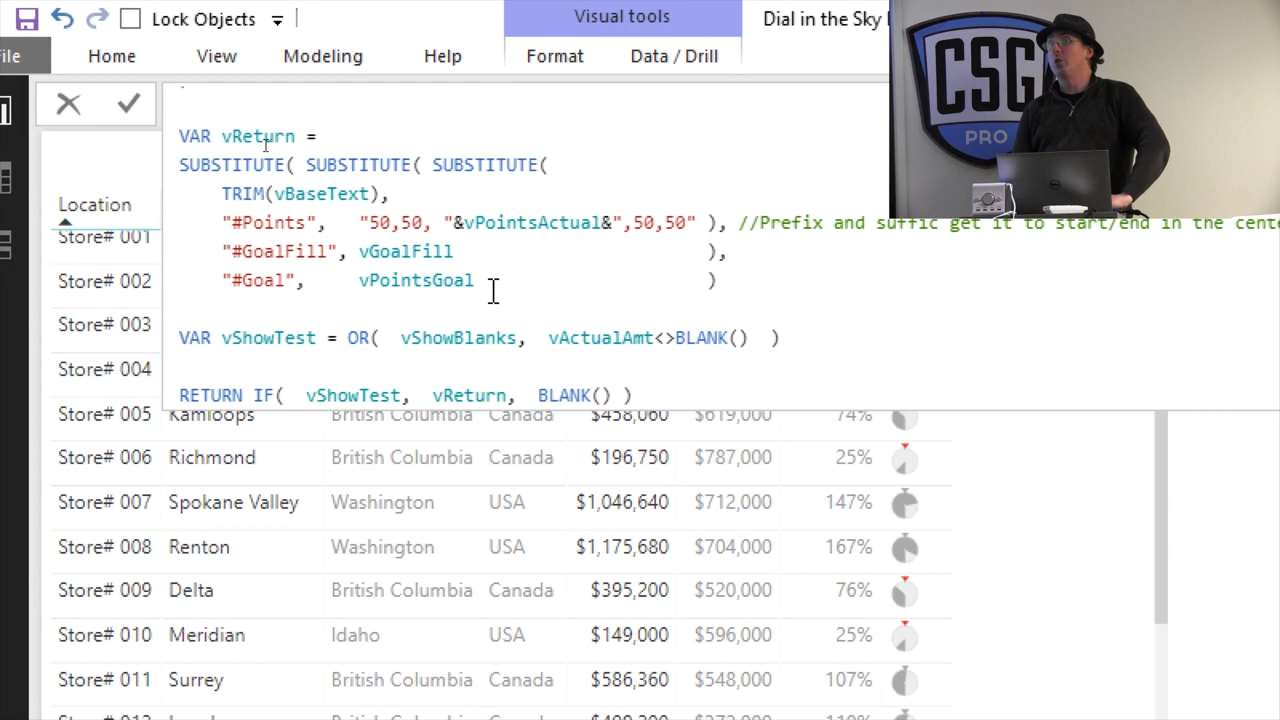 Lock Objects
Visual tools
Dial in the Sky
File
Home
View
Modeling
Help
Format
Data / Drill
CSG
PRO
VAR vReturn =
SUBSTITUTE( SUBSTITUTE( SUBSTITUTE(
TRIM(vBaseText),
"#Points", "50,50, "&vPointsActual&",50,50" ), //Prefix and suffic get it to start/end in the cente
"#GoalFill", vGoalFill ),
"#Goal", vPointsGoal )
VAR vShowTest = OR( vShowBlanks, vActualAmt<>BLANK() )
RETURN IF( vShowTest, vReturn, BLANK() )
Location
Store# 001
Store# 002
Store# 003
Store# 004
Store# 005 Kamloops British Columbia Canada $458,060 $619,000 74%
Store# 006 Richmond British Columbia Canada $196,750 $787,000 25%
Store# 007 Spokane Valley Washington USA $1,046,640 $712,000 147%
Store# 008 Renton Washington USA $1,175,680 $704,000 167%
Store# 009 Delta British Columbia Canada $395,200 $520,000 76%
Store# 010 Meridian Idaho USA $149,000 $596,000 25%
Store# 011 Surrey British Columbia Canada $586,360 $548,000 107%